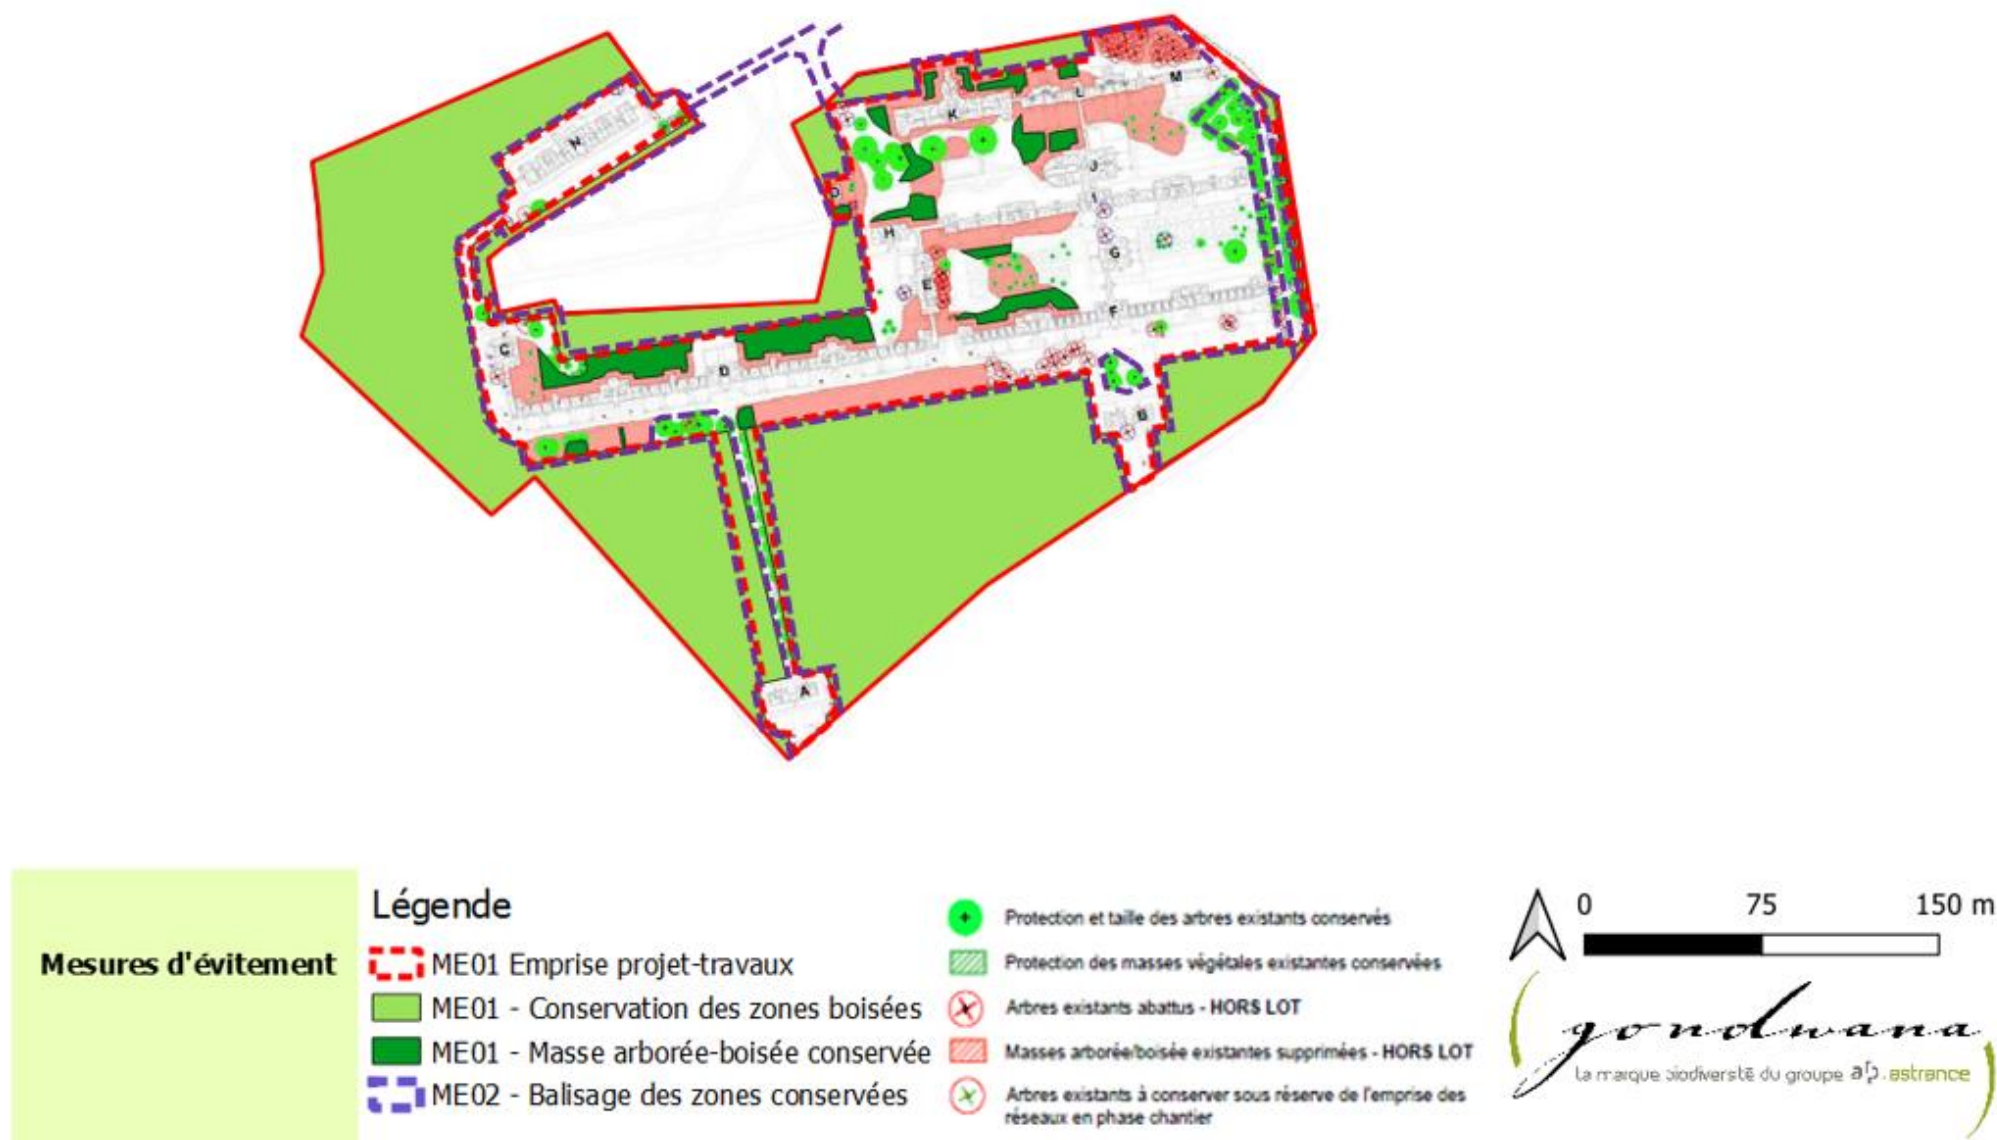 N
K
L
M
O
J
I
H
G
E
F
C
D
B
A
Mesures d'évitement
Légende
ME01 Emprise projet-travaux
ME01 - Conservation des zones boisées
ME01 - Masse arborée-boisée conservée
ME02 - Balisage des zones conservées
Protection et taille des arbres existants conservés
Protection des masses végétales existantes conservées
Arbres existants abattus - HORS LOT
Masses arborée/boisée existantes supprimées - HORS LOT
Arbres existants à conserver sous réserve de l'emprise des
réseaux en phase chantier
0 75 150 m
gondwana
La marque biodiversité du groupe afp.astrance